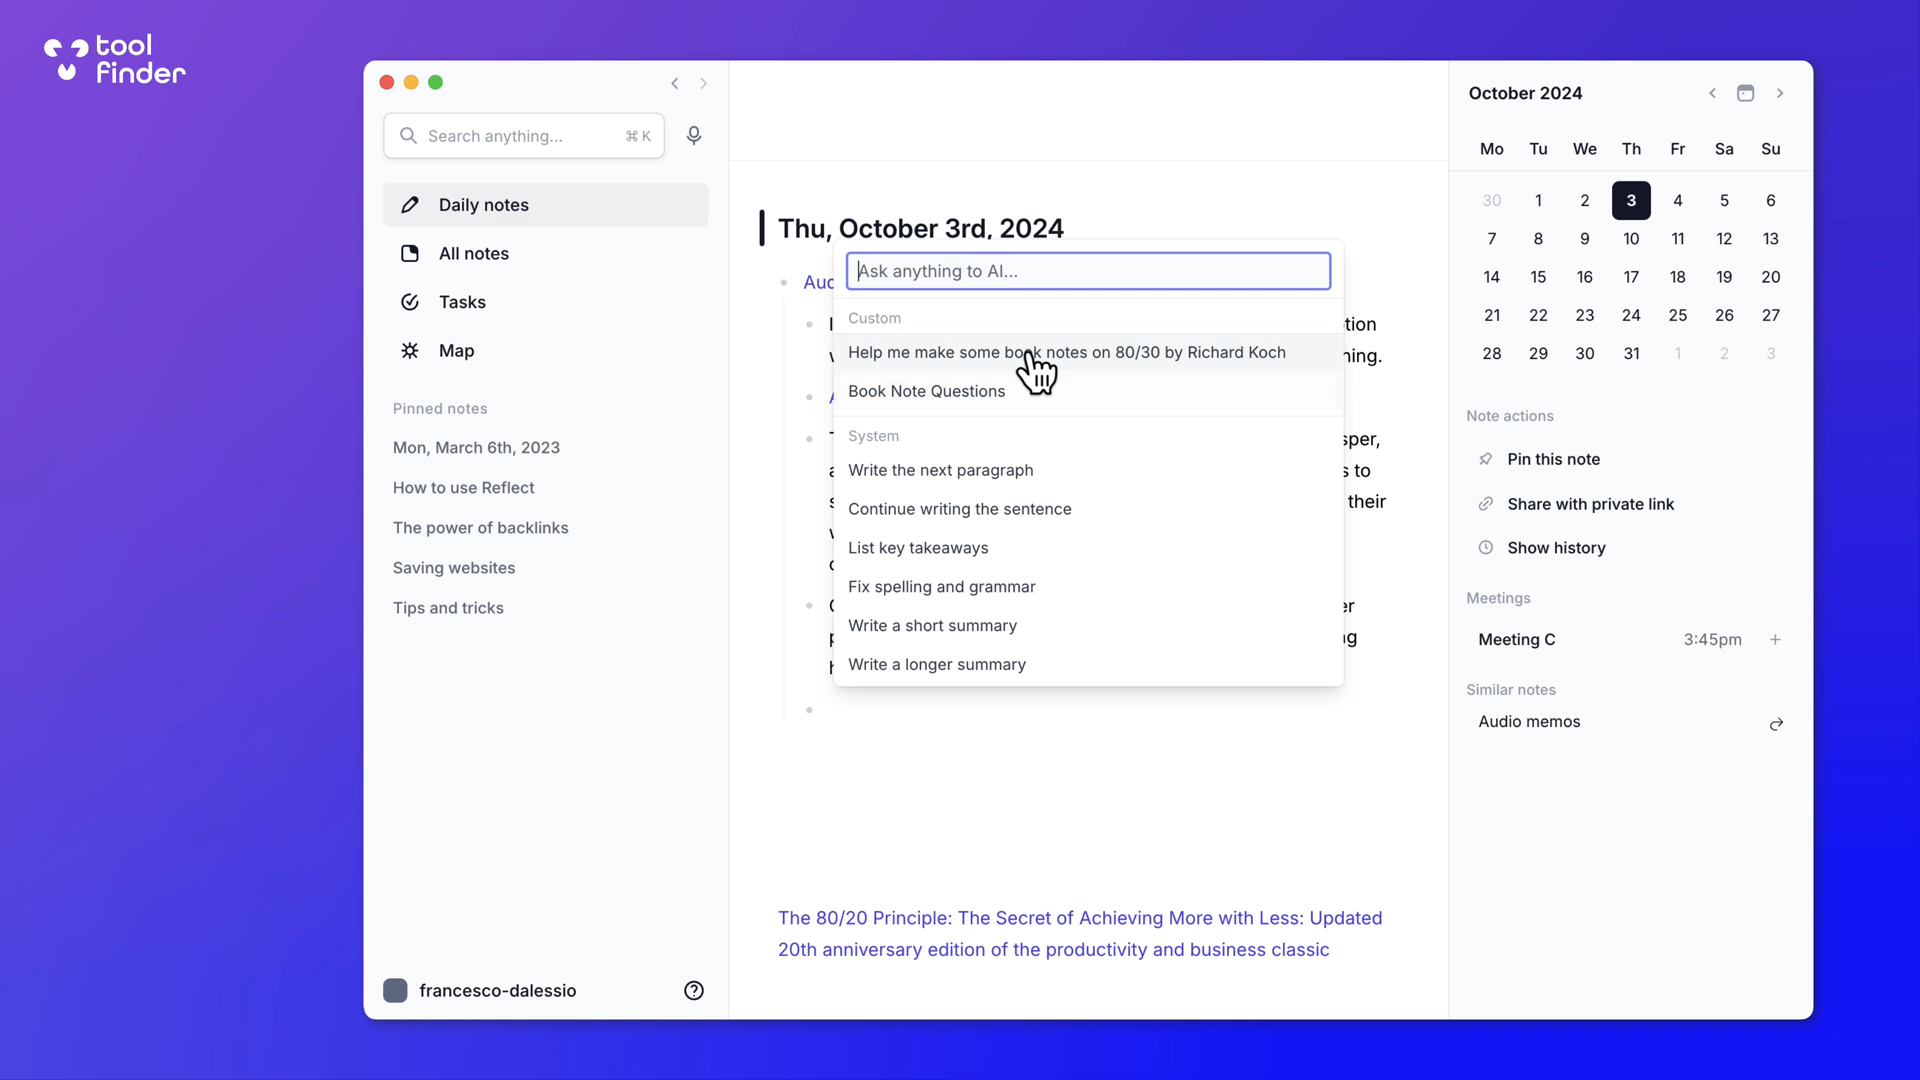 tool
finder
Search anything...
⌘ K
Daily notes
All notes
Tasks
Map
Pinned notes
Mon, March 6th, 2023
How to use Reflect
The power of backlinks
Saving websites
Tips and tricks
francesco-dalessio
Thu, October 3rd, 2024
Ask anything to AI...
Custom
Help me make some book notes on 80/30 by Richard Koch
Book Note Questions
System
Write the next paragraph
Continue writing the sentence
List key takeaways
Fix spelling and grammar
Write a short summary
Write a longer summary
to
their
The 80/20 Principle: The Secret of Achieving More with Less: Updated
20th anniversary edition of the productivity and business classic
October 2024
Mo Tu We Th Fr Sa Su
30 1 2 3 4 5 6
7 8 9 10 11 12 13
14 15 16 17 18 19 20
21 22 23 24 25 26 27
28 29 30 31 1 2 3
Note actions
Pin this note
Share with private link
Show history
Meetings
Meeting C 3:45pm +
Similar notes
Audio memos